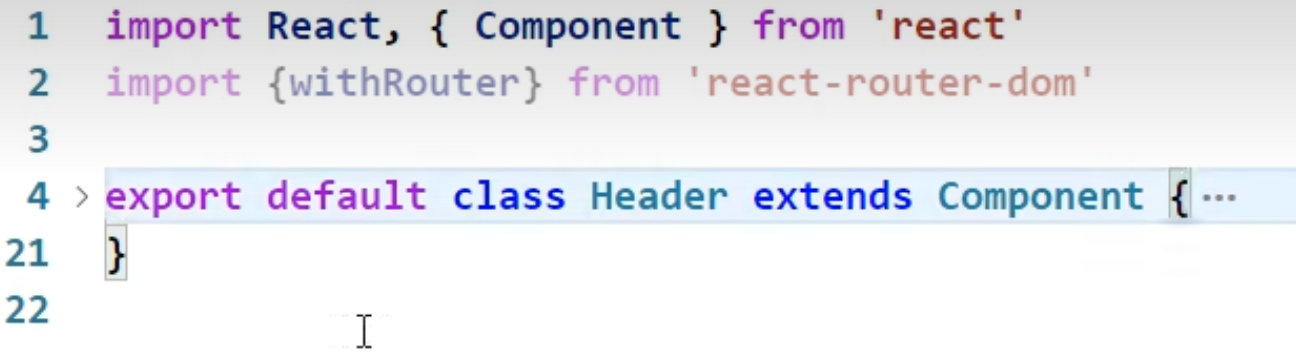 1 import React, { Component } from 'react'
2 import {withRouter} from 'react-router-dom'
3
4 > export default class Header extends Component { ···
21 }
22